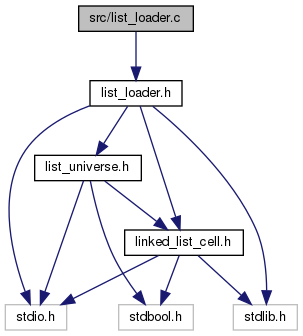 src/list_loader.c
list_loader.h
list_universe.h
linked_list_cell.h
stdio.h
stdbool.h
stdlib.h